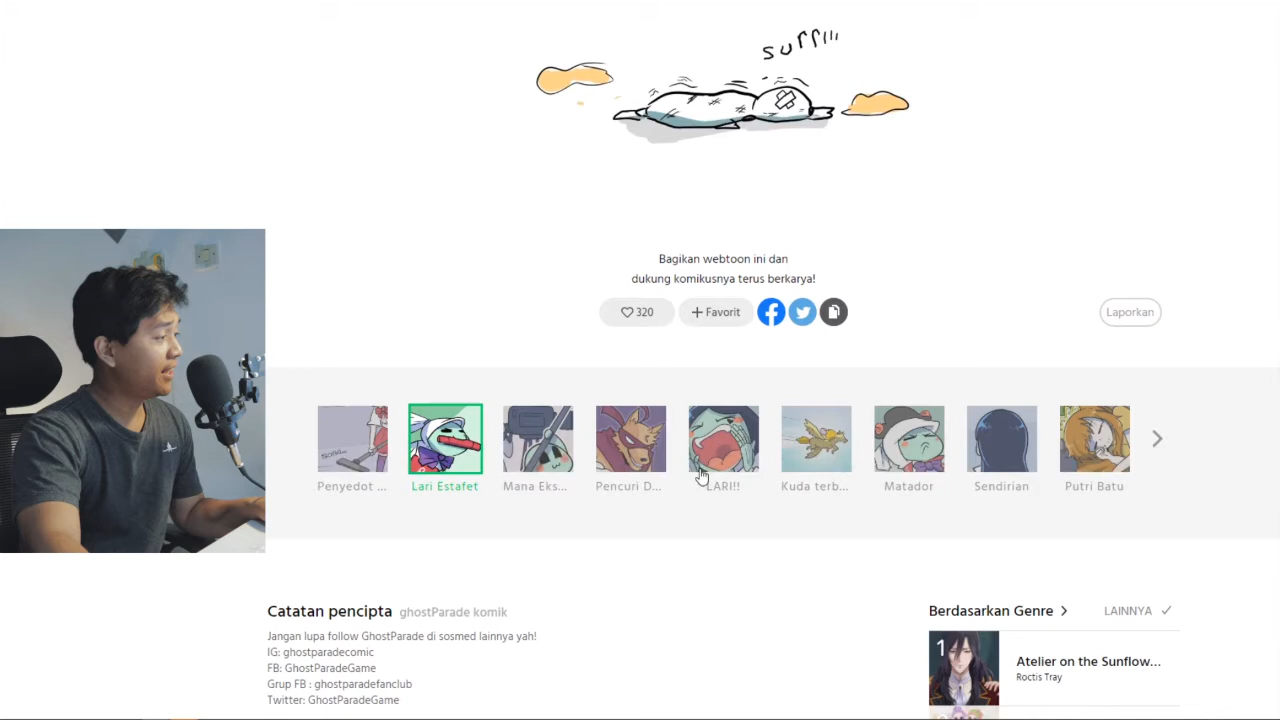 surrr!!!
Bagikan webtoon ini dan
dukung komikusnya terus berkarya!
320
Favorit
Laporkan
Penyedot ...
Lari Estafet
Mana Eks...
Pencuri D...
LARI!!
Kuda terb...
Matador
Sendirian
Putri Batu
Catatan pencipta ghostParade komik
Jangan lupa follow GhostParade di sosmed lainnya yah!
IG: ghostparadecomic
FB: GhostParadeGame
Grup FB : ghostparadefanclub
Twitter: GhostParadeGame
Berdasarkan Genre
LAINNYA
1
Atelier on the Sunflow...
Roctis Tray